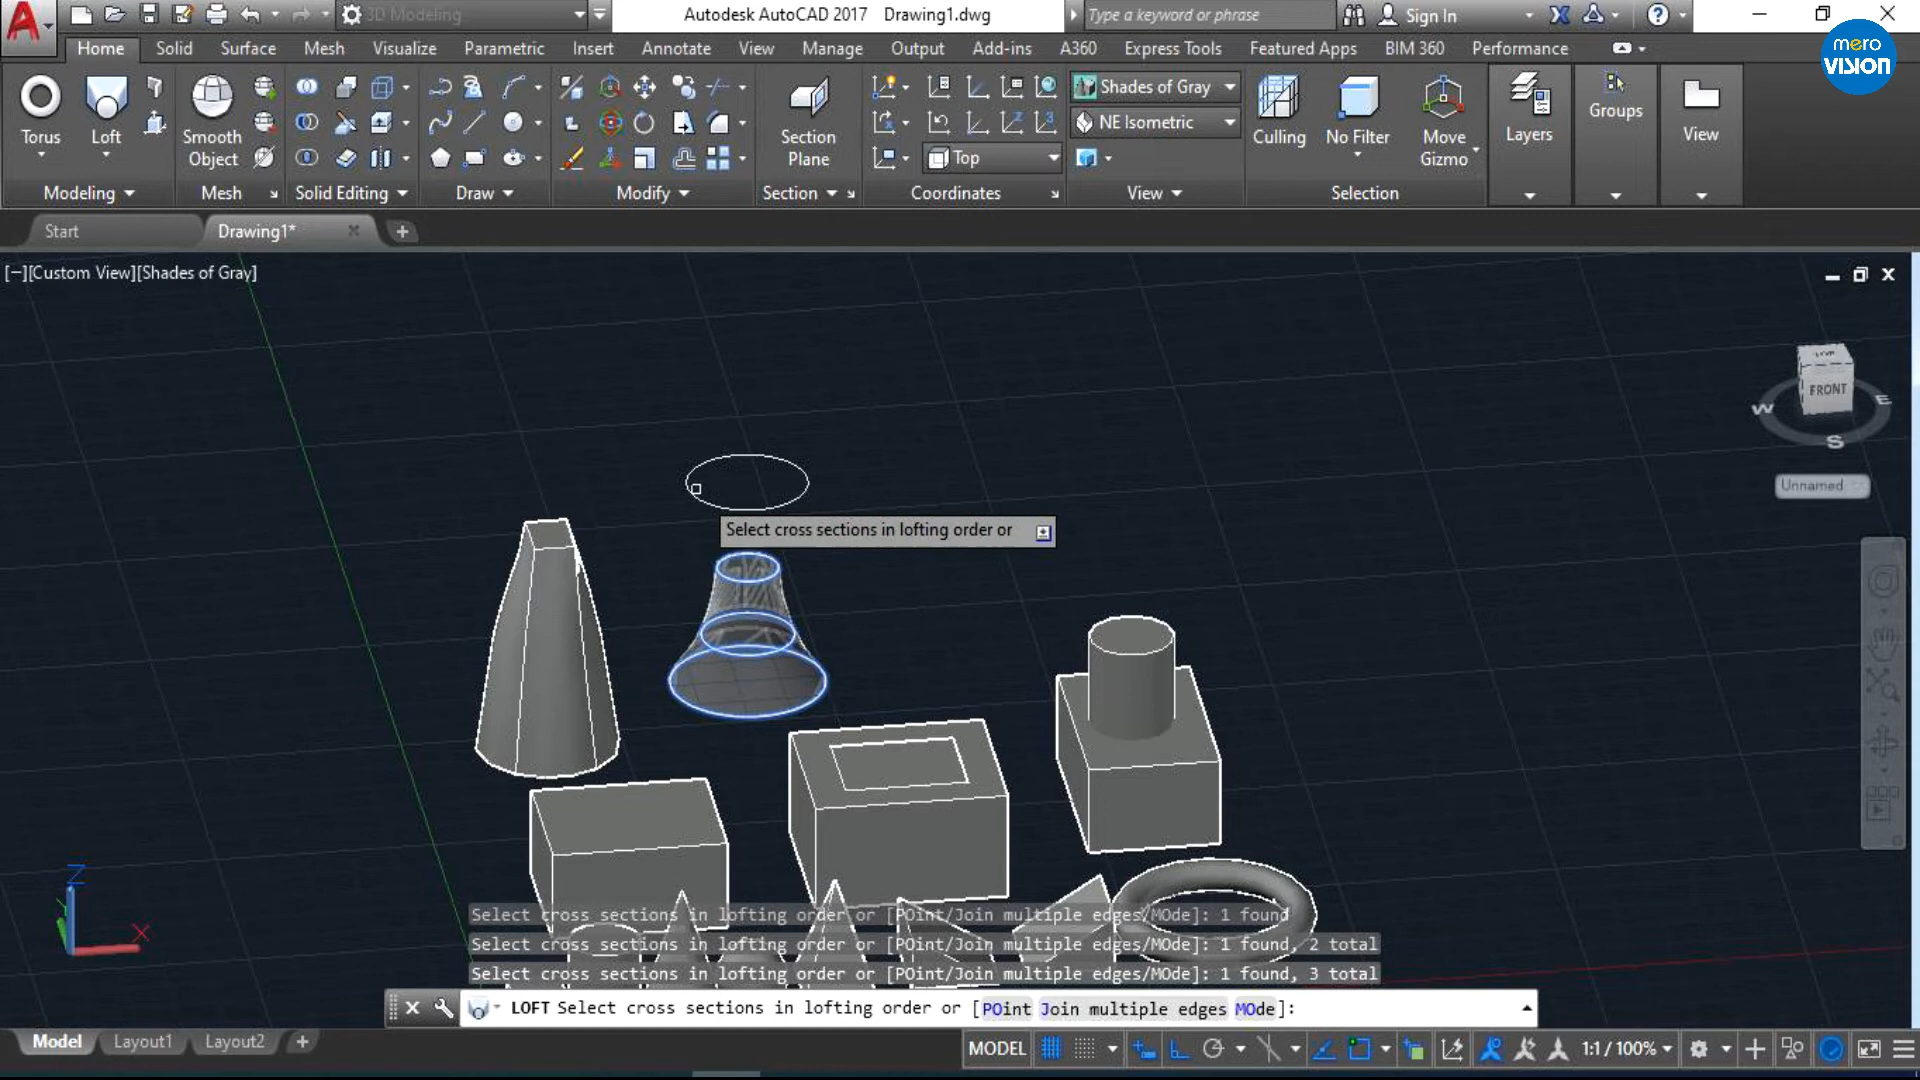 3D Modeling
Autodesk AutoCAD 2017 Drawing1.dwg
Type a keyword or phrase
Sign In
mero
VISION
Home Solid Surface Mesh Visualize Parametric Insert Annotate View Manage Output Add-ins A360 Express Tools Featured Apps BIM 360 Performance
Torus
Loft
Smooth
Object
Section
Plane
Shades of Gray
NE Isometric
Top
Culling
No Filter
Move
Gizmo
Layers
Groups
View
Modeling Mesh Solid Editing Draw Modify Section Coordinates View Selection
Start Drawing1*
[−][Custom View][Shades of Gray]
TOP
FRONT
W
E
S
Unnamed
Select cross sections in lofting order or
Z
X
Select cross sections in lofting order or [POint/Join multiple edges/MOde]: 1 found
Select cross sections in lofting order or [POint/Join multiple edges/MOde]: 1 found, 2 total
Select cross sections in lofting order or [POint/Join multiple edges/MOde]: 1 found, 3 total
LOFT Select cross sections in lofting order or [POint Join multiple edges MOde]:
Model Layout1 Layout2
MODEL
1:1 / 100%